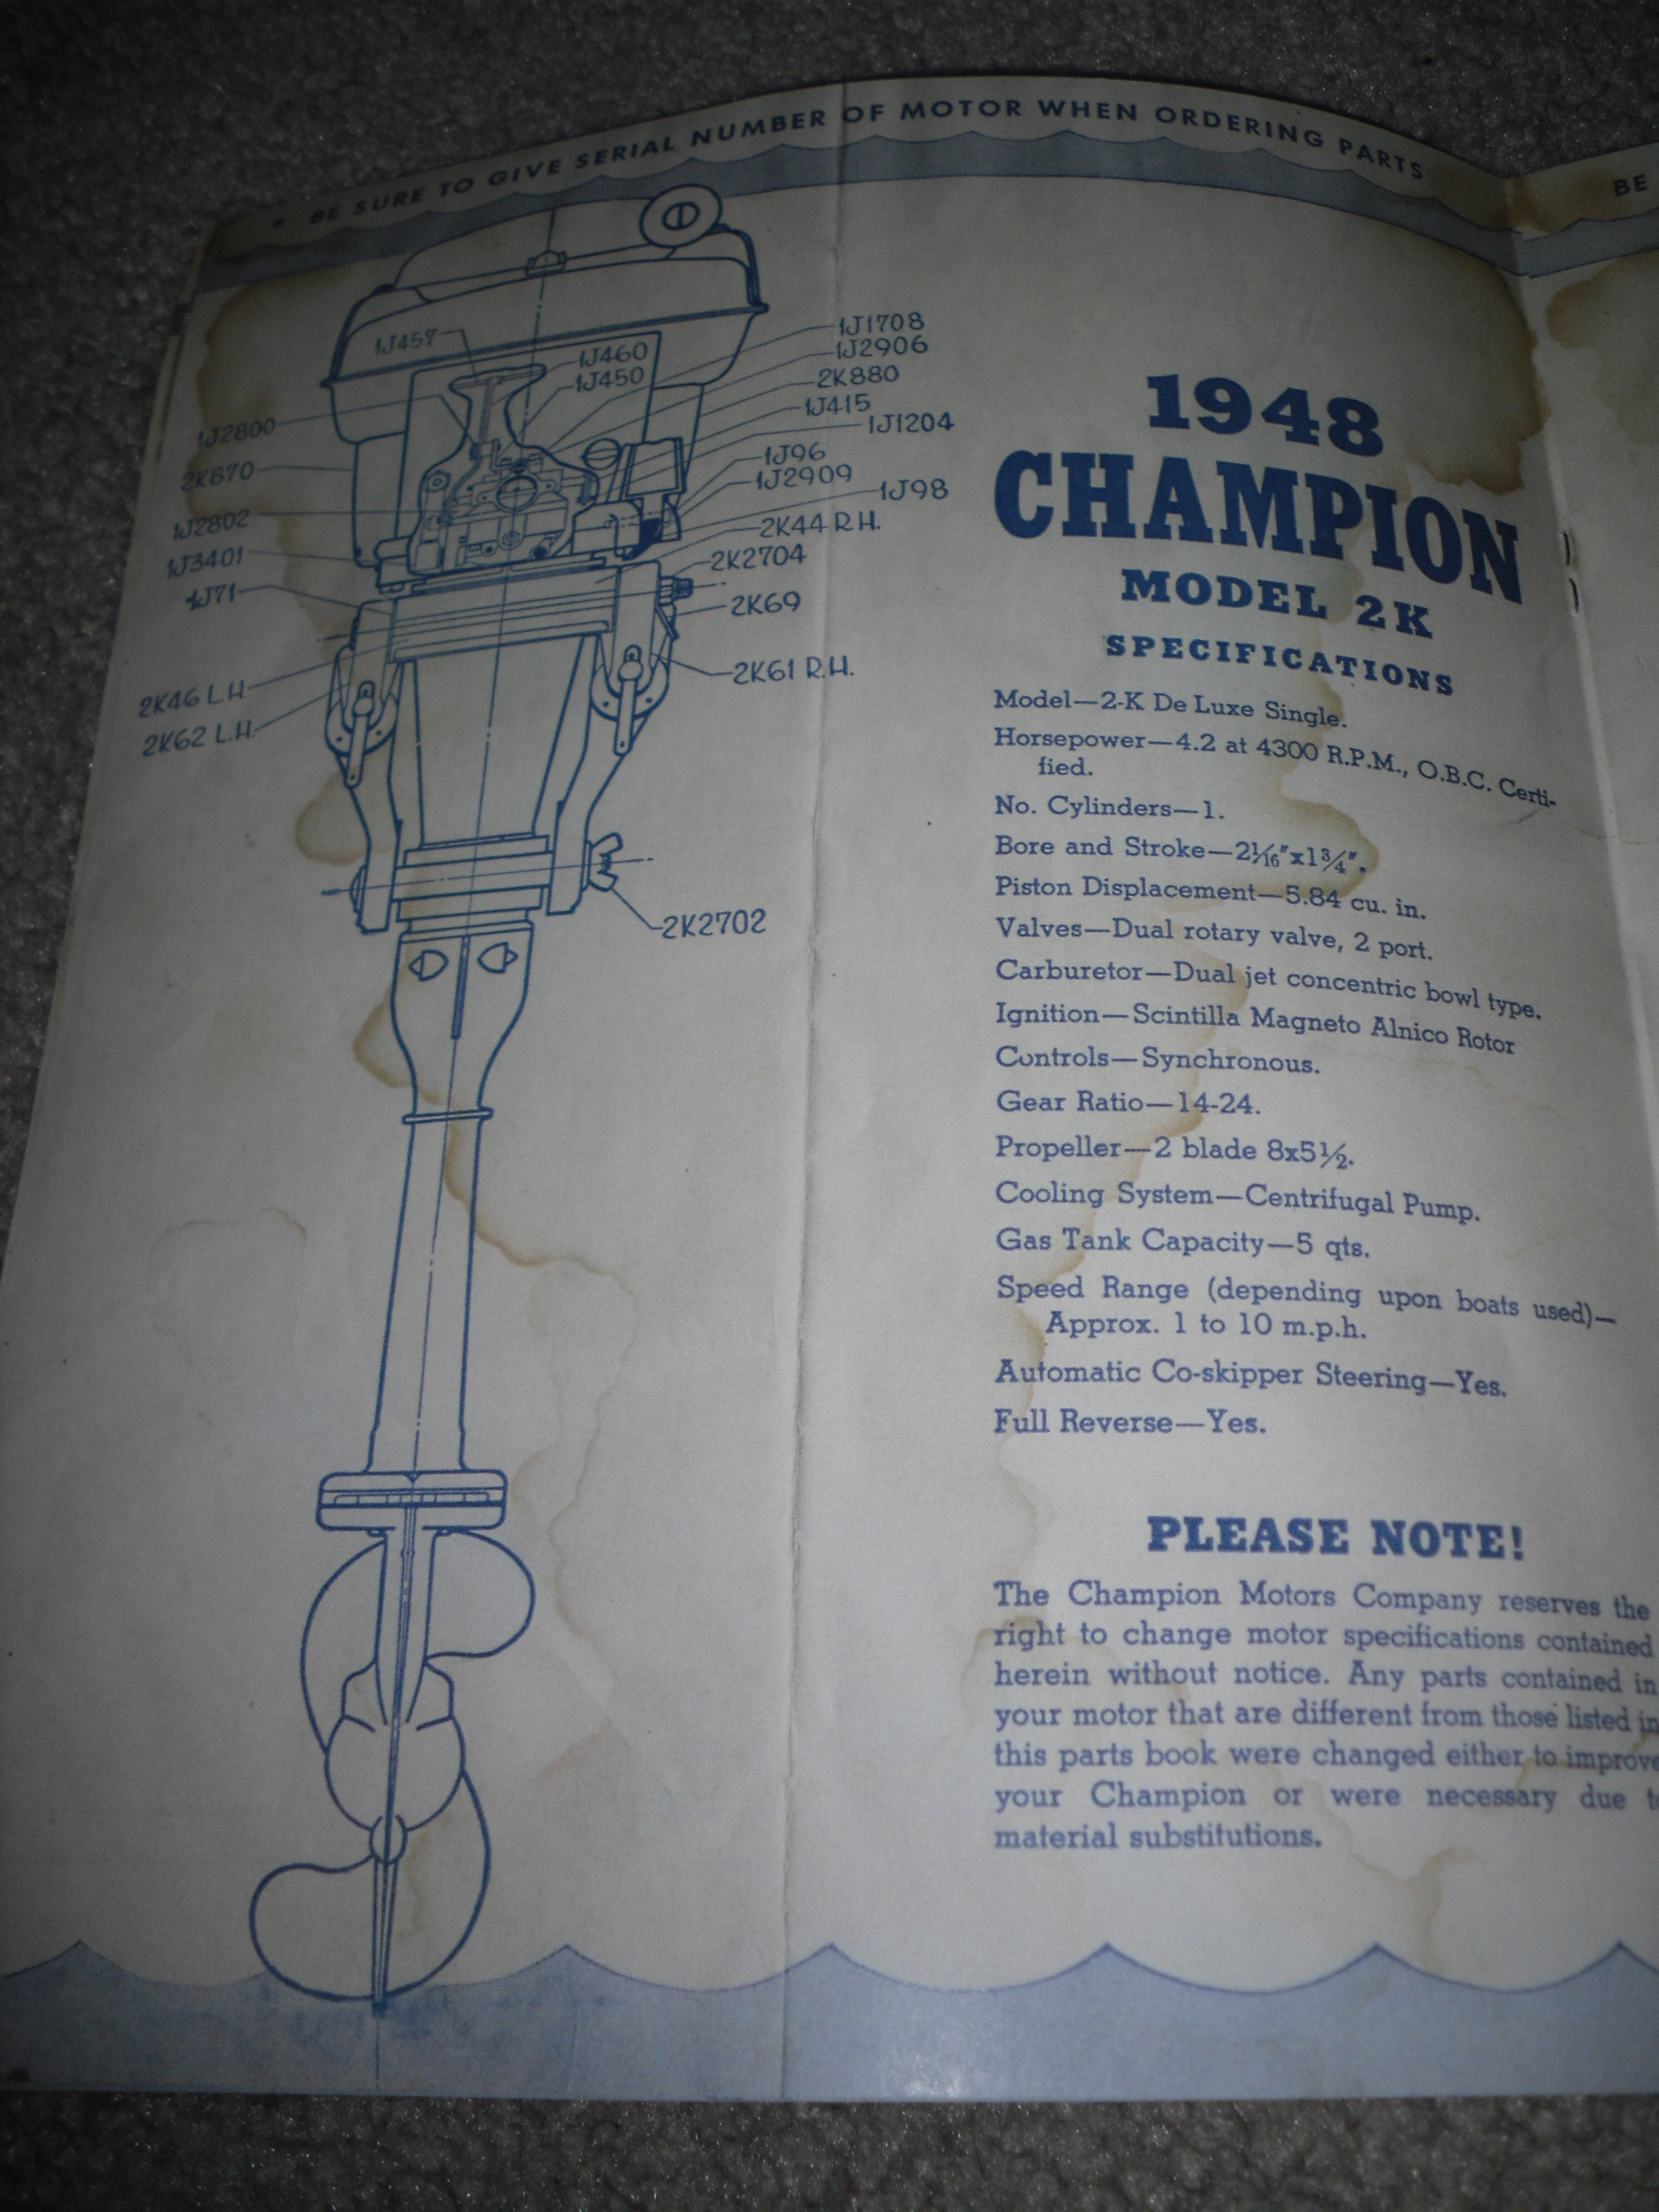 • BE SURE TO GIVE SERIAL NUMBER OF MOTOR WHEN ORDERING PARTS
BE
1J457
1J460
1J450
1J1708
1J2906
2K880
1J415
1J1204
1J96
1J2909
1J98
2K44 R.H.
2K2704
2K69
2K61 R.H.
1J2800
2K870
1J2802
1J3401
1J71
2K46 L.H
2K62 L.H.
2K2702
1948
CHAMPION
MODEL 2K
SPECIFICATIONS
Model—2-K De Luxe Single.
Horsepower—4.2 at 4300 R.P.M., O.B.C. Certi-
fied.
No. Cylinders—1.
Bore and Stroke—2 1/16"x1 3/4".
Piston Displacement—5.84 cu. in.
Valves—Dual rotary valve, 2 port.
Carburetor—Dual jet concentric bowl type.
Ignition—Scintilla Magneto Alnico Rotor
Controls—Synchronous.
Gear Ratio—14-24.
Propeller—2 blade 8x5½.
Cooling System—Centrifugal Pump.
Gas Tank Capacity—5 qts.
Speed Range (depending upon boats used)—
Approx. 1 to 10 m.p.h.
Automatic Co-skipper Steering—Yes.
Full Reverse—Yes.
PLEASE NOTE!
The Champion Motors Company reserves the
right to change motor specifications contained
herein without notice. Any parts contained in
your motor that are different from those listed in
this parts book were changed either to improve
your Champion or were necessary due to
material substitutions.